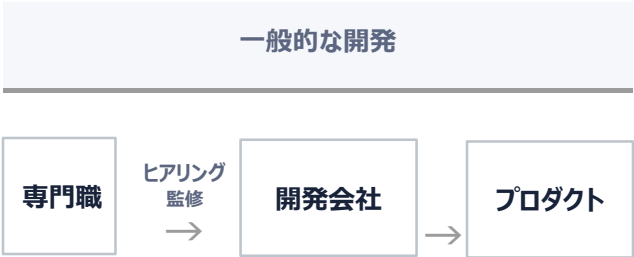 一般的な開発
専門職
ヒアリング
監修
→
開発会社
→
プロダクト